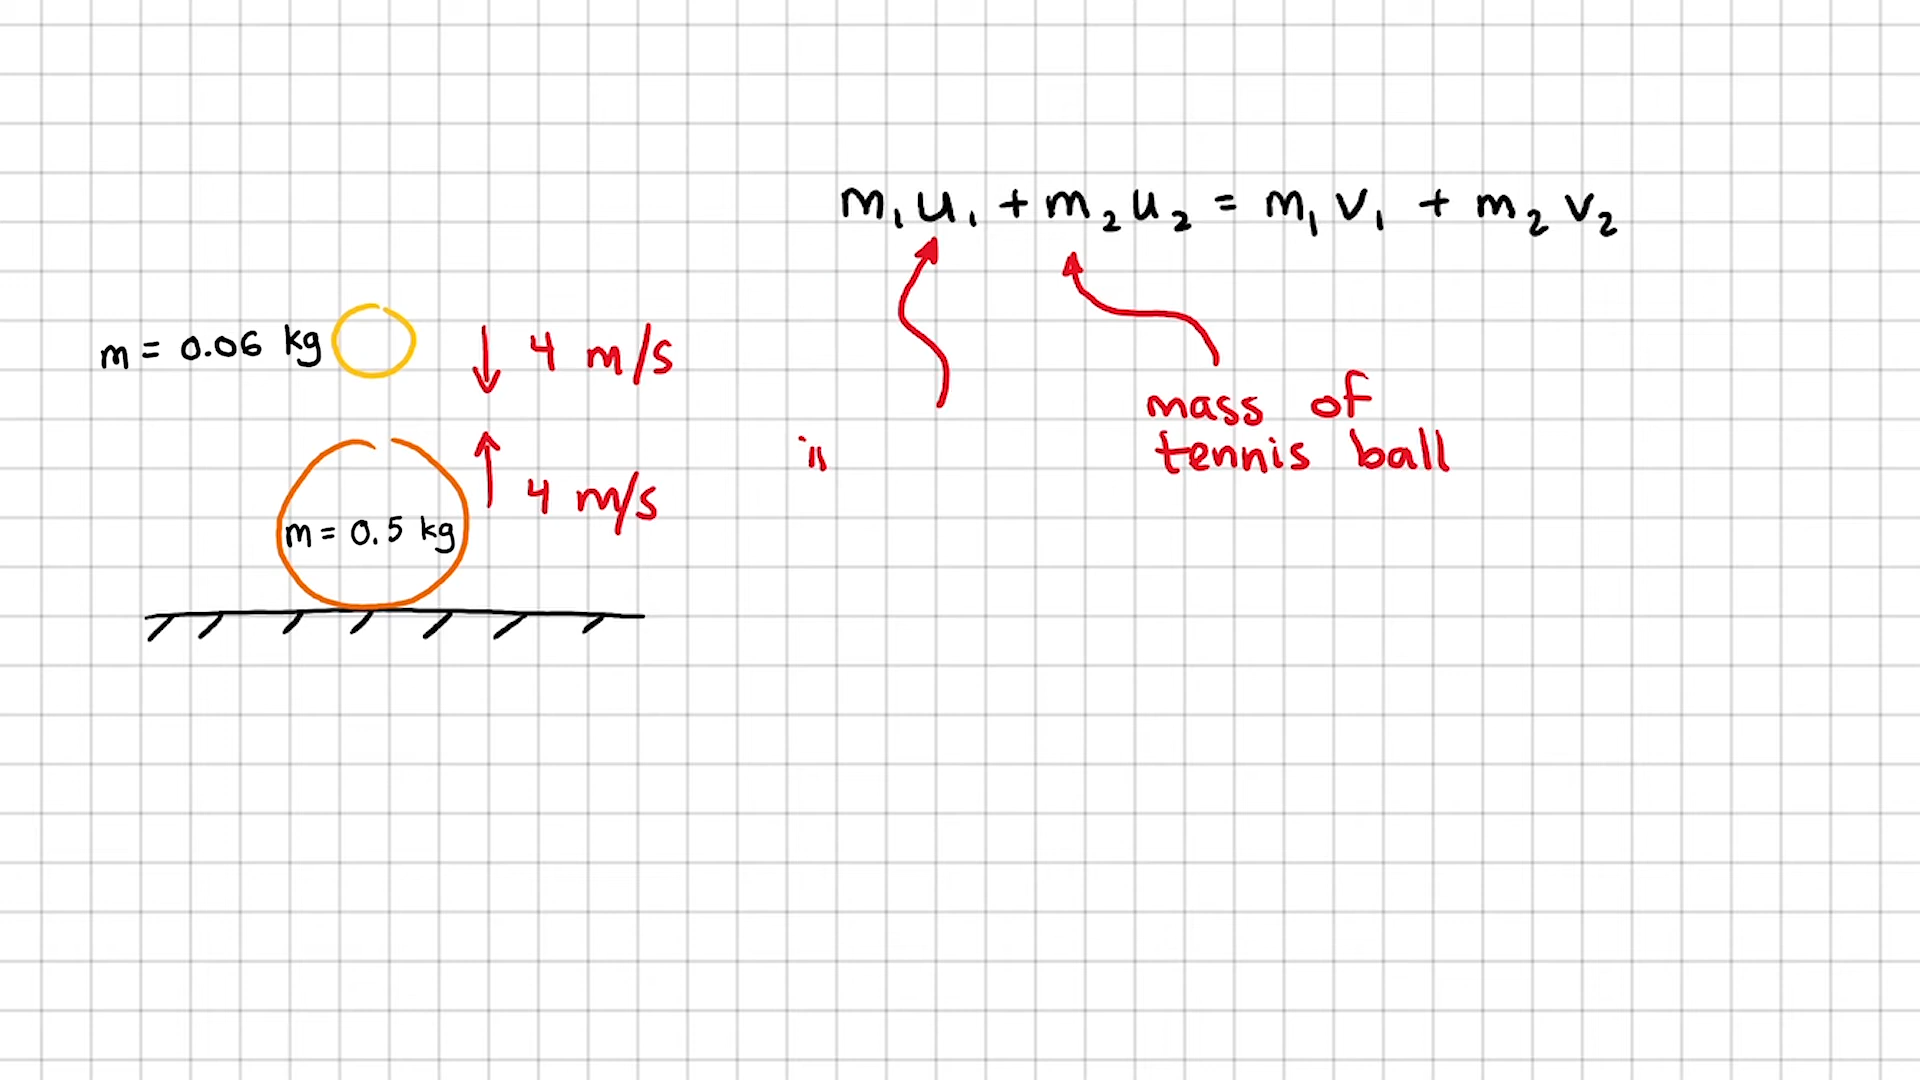 m₁u₁ + m₂u₂ = m₁v₁ + m₂v₂
m = 0.06 kg
4 m/s
4 m/s
m = 0.5 kg
mass of
tennis ball